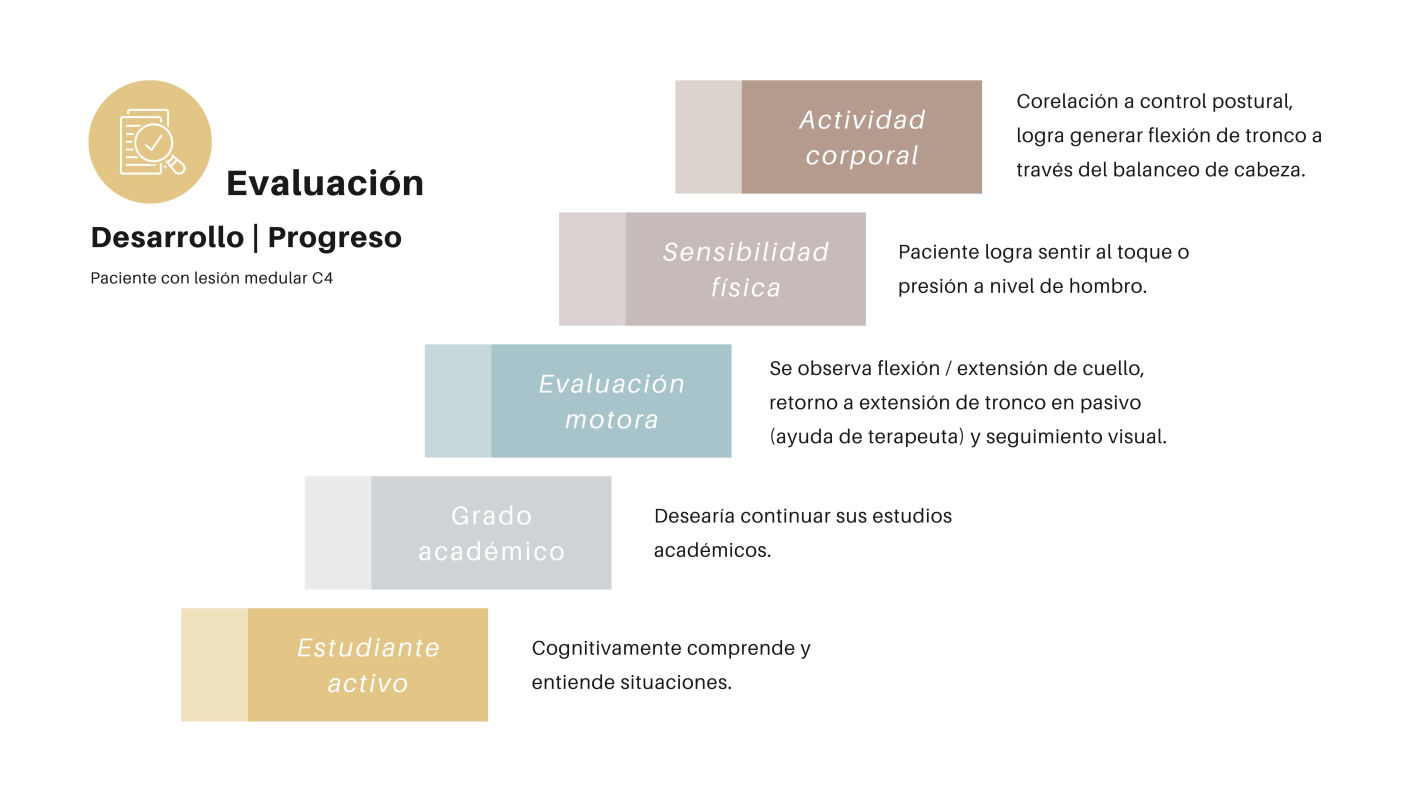 Evaluación
Desarrollo | Progreso
Paciente con lesión medular C4
Actividad
corporal
Corelación a control postural,
logra generar flexión de tronco a
través del balanceo de cabeza.
Sensibilidad
física
Paciente logra sentir al toque o
presión a nivel de hombro.
Evaluación
motora
Se observa flexión / extensión de cuello,
retorno a extensión de tronco en pasivo
(ayuda de terapeuta) y seguimiento visual.
Grado
académico
Desearía continuar sus estudios
académicos.
Estudiante
activo
Cognitivamente comprende y
entiende situaciones.